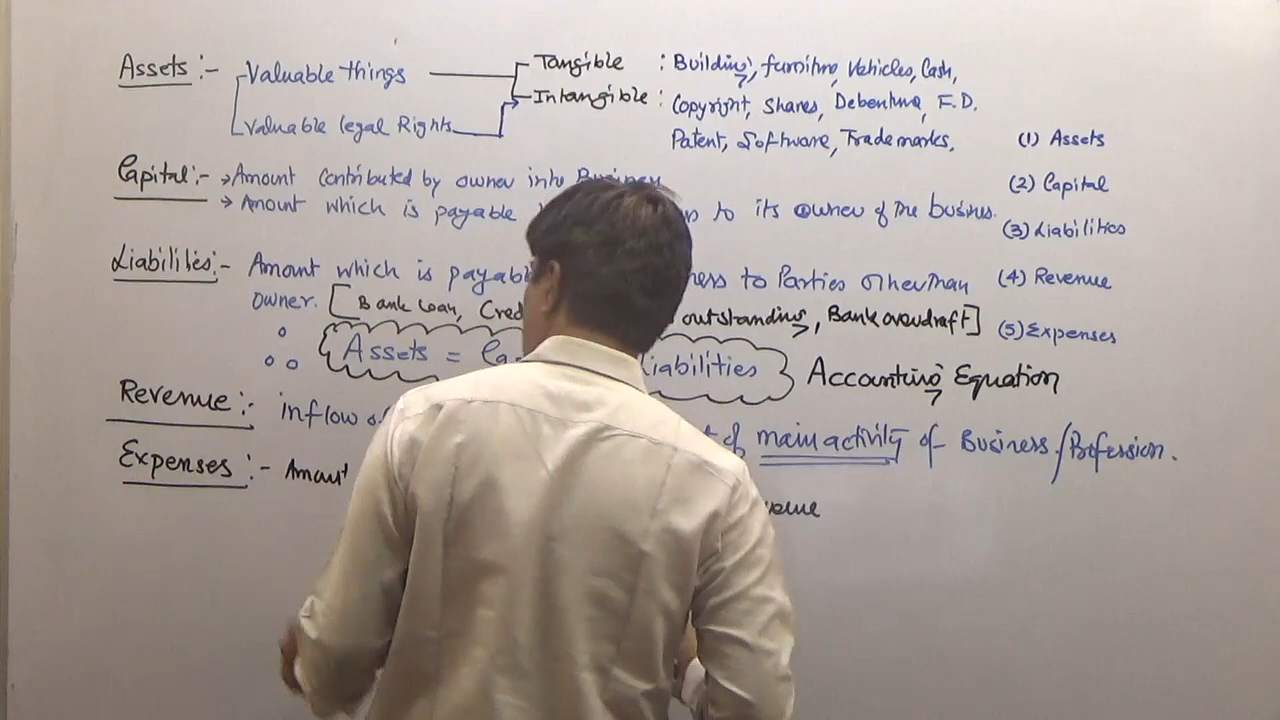 Assets :- Valuable things Tangible : Building, furniture, Vehicles, Cash,
Intangible : Copyright, Shares, Debenture, F.D.
Valuable legal Rights Patent, Software, Trademarks,
(1) Assets
Capital :- → Amount contributed by owner into Business
(2) Capital
→ Amount which is payable to its owner of the busines.
(3) Liabilities
Liabilities :- Amount which is payable to Parties other than
(4) Revenue
owner. [Bank Loan, outstanding, Bank overdraft]
(5) Expenses
Assets = Liabilities Accounting Equation
Revenue :- inflow of main activity of Business/Profession.
Expenses :- Amount